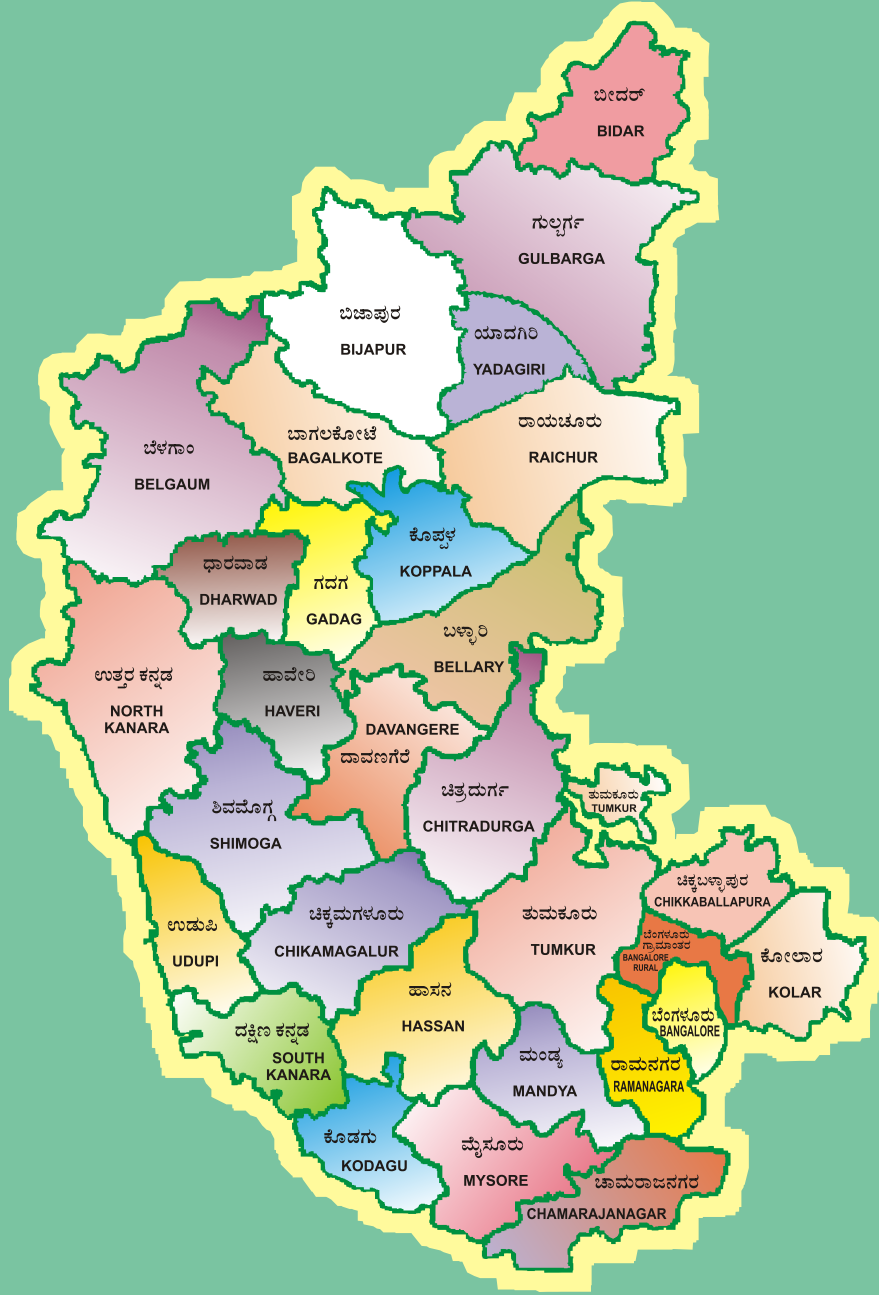 ಬೀದರ್
BIDAR
ಗುಲ್ಬರ್ಗ
GULBARGA
ಬಿಜಾಪುರ
BIJAPUR
ಯಾದಗಿರಿ
YADAGIRI
ಬಾಗಲಕೋಟೆ
BAGALKOTE
ರಾಯಚೂರು
RAICHUR
ಬೆಳಗಾಂ
BELGAUM
ಧಾರವಾಡ
DHARWAD
ಗದಗ
GADAG
ಕೊಪ್ಪಳ
KOPPALA
ಬಳ್ಳಾರಿ
BELLARY
ಉತ್ತರ ಕನ್ನಡ
NORTH
KANARA
ಹಾವೇರಿ
HAVERI
DAVANGERE
ದಾವಣಗೆರೆ
ಚಿತ್ರದುರ್ಗ
CHITRADURGA
ತುಮಕೂರು
TUMKUR
ಶಿವಮೊಗ್ಗ
SHIMOGA
ಉಡುಪಿ
UDUPI
ಚಿಕ್ಕಮಗಳೂರು
CHIKAMAGALUR
ತುಮಕೂರು
TUMKUR
ಚಿಕ್ಕಬಳ್ಳಾಪುರ
CHIKKABALLAPURA
ಬೆಂಗಳೂರು
ಗ್ರಾಮಾಂತರ
BANGALORE
RURAL
ಕೋಲಾರ
KOLAR
ಹಾಸನ
HASSAN
ಬೆಂಗಳೂರು
BANGALORE
ದಕ್ಷಿಣ ಕನ್ನಡ
SOUTH
KANARA
ಮಂಡ್ಯ
MANDYA
ರಾಮನಗರ
RAMANAGARA
ಕೊಡಗು
KODAGU
ಮೈಸೂರು
MYSORE
ಚಾಮರಾಜನಗರ
CHAMARAJANAGAR